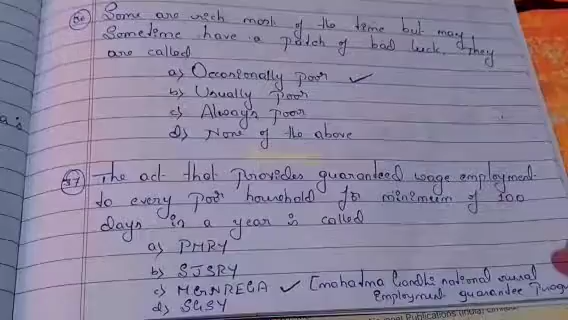 56) Some are rich most of the time but may
Sometime have a patch of bad luck. They
are called
a) Occasionally poor ✓
b) Usually poor
c) Always poor
d) None of the above
57) The act that provides guaranteed wage employment
to every poor household for minimum of 100
days in a year is called
a) PMRY
b) SJSRY
c) MGNREGA ✓ [mahatma Gandhi national rural
Employment guarantee
d) SGSY
Publications